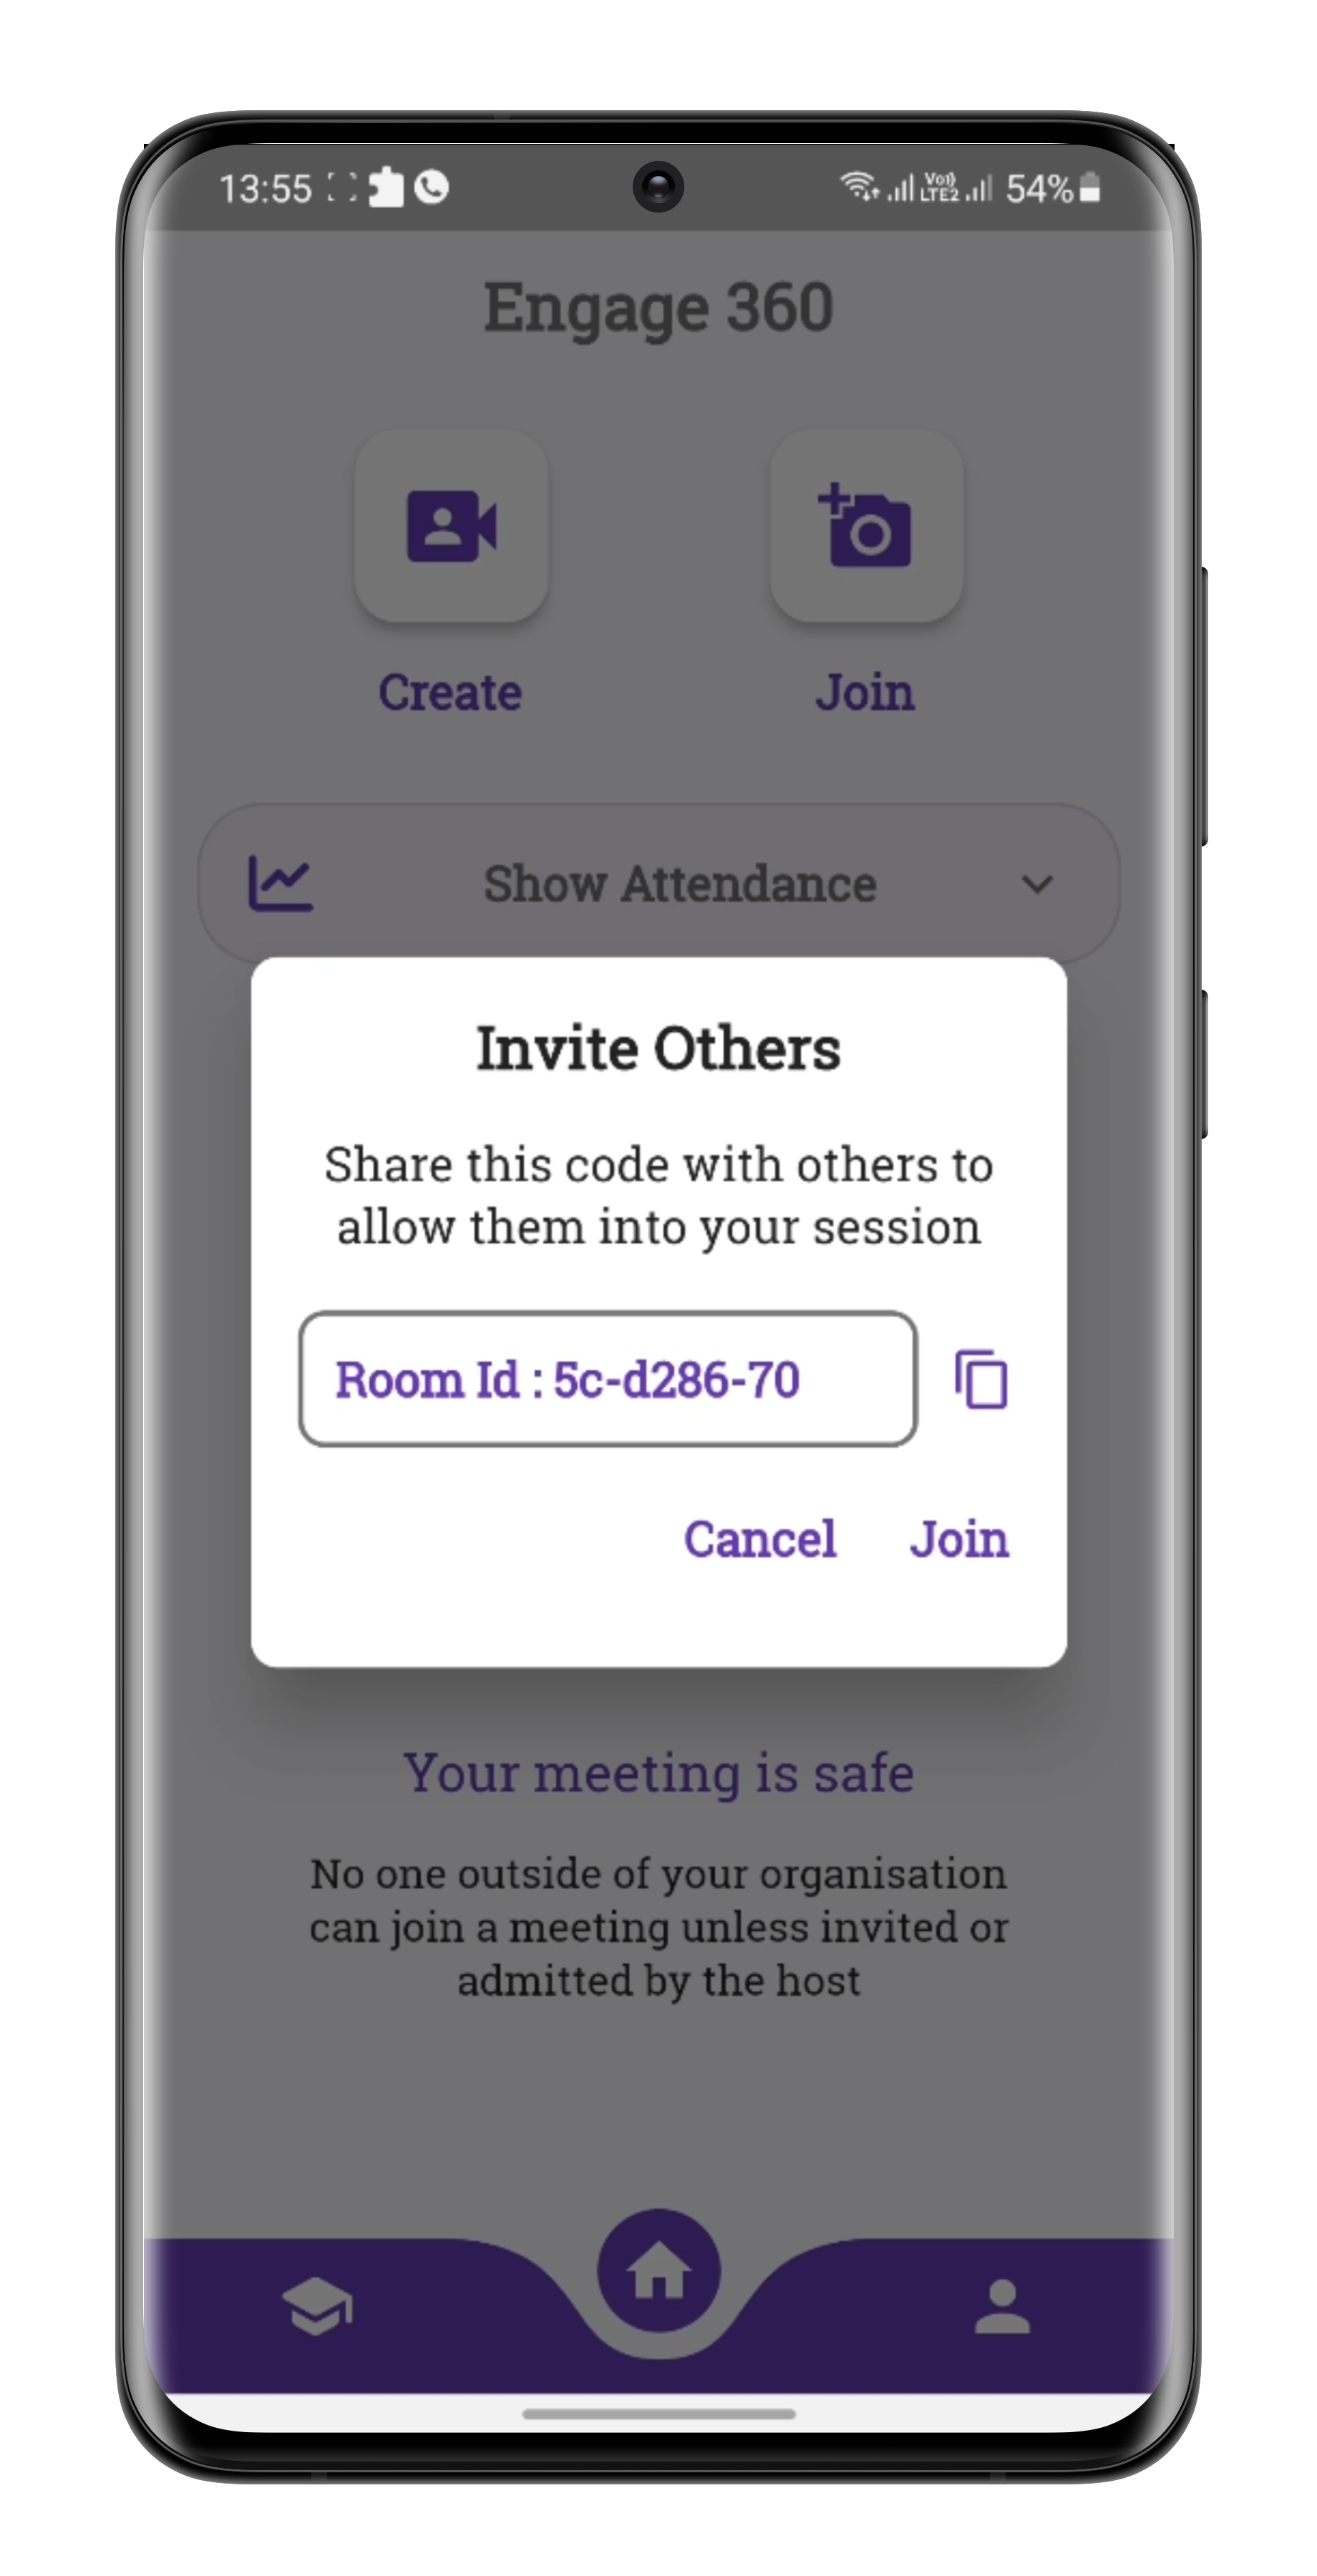 13:55
Vo))
LTE2
54%
Engage 360
Create
Join
Show Attendance
Invite Others
Share this code with others to
allow them into your session
Room Id : 5c-d286-70
Cancel
Join
Your meeting is safe
No one outside of your organisation
can join a meeting unless invited or
admitted by the host